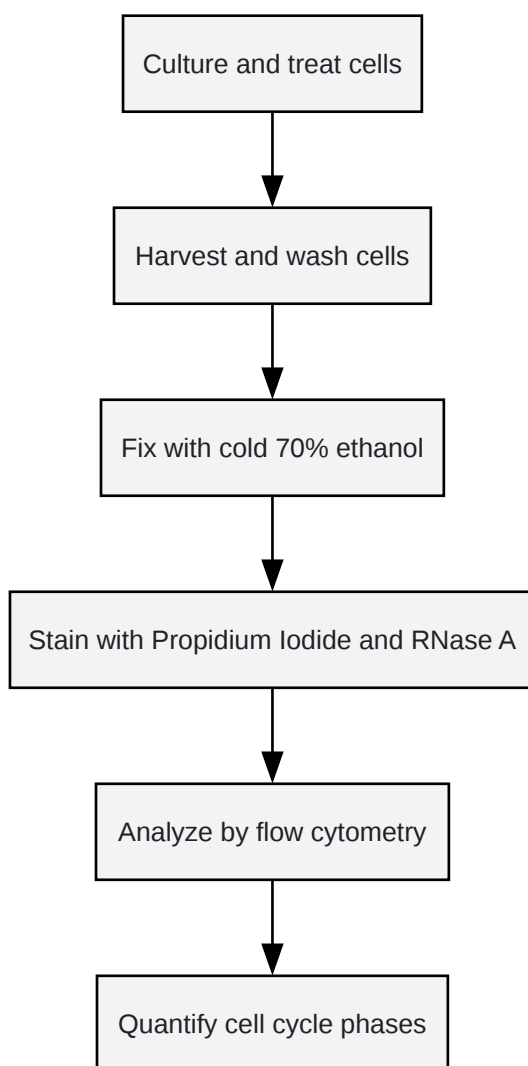 Culture and treat cells
Harvest and wash cells
Fix with cold 70% ethanol
Stain with Propidium Iodide and RNase A
Analyze by flow cytometry
Quantify cell cycle phases